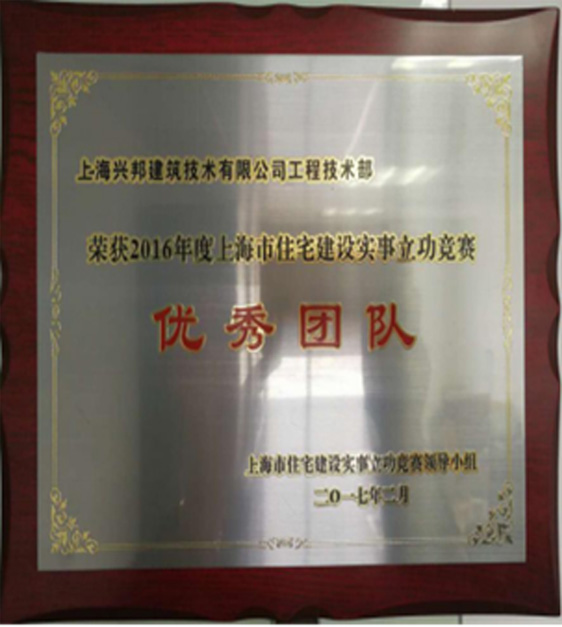 上海兴邦建筑技术有限公司工程技术部
荣获2016年度上海市住宅建设实事立功竞赛
优秀团队
上海市住宅建设实事立功竞赛领导小组
二O一七年二月